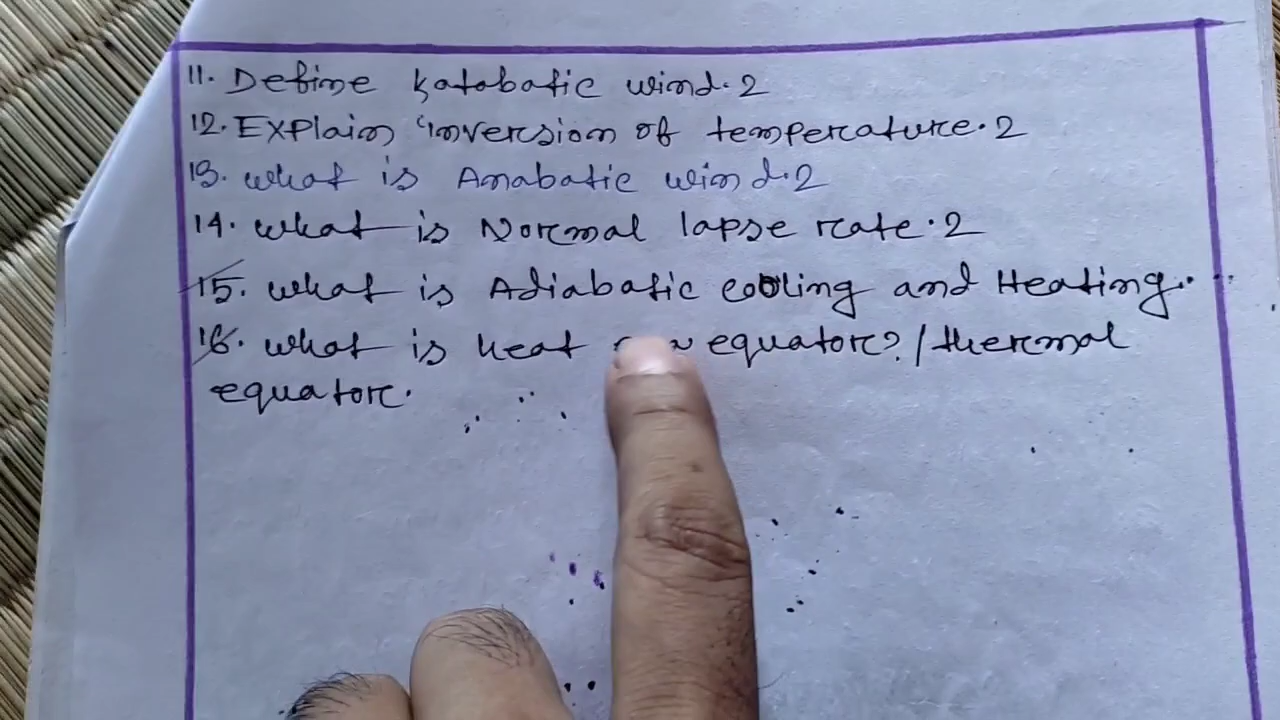 11. Define katabatic wind. 2
12. Explain inversion of temperature. 2
13. what is Anabatic wind. 2
14. what is Normal lapse rate. 2
15. what is Adiabatic cooling and Heating.
16. what is heat equator? / thermal
equator.